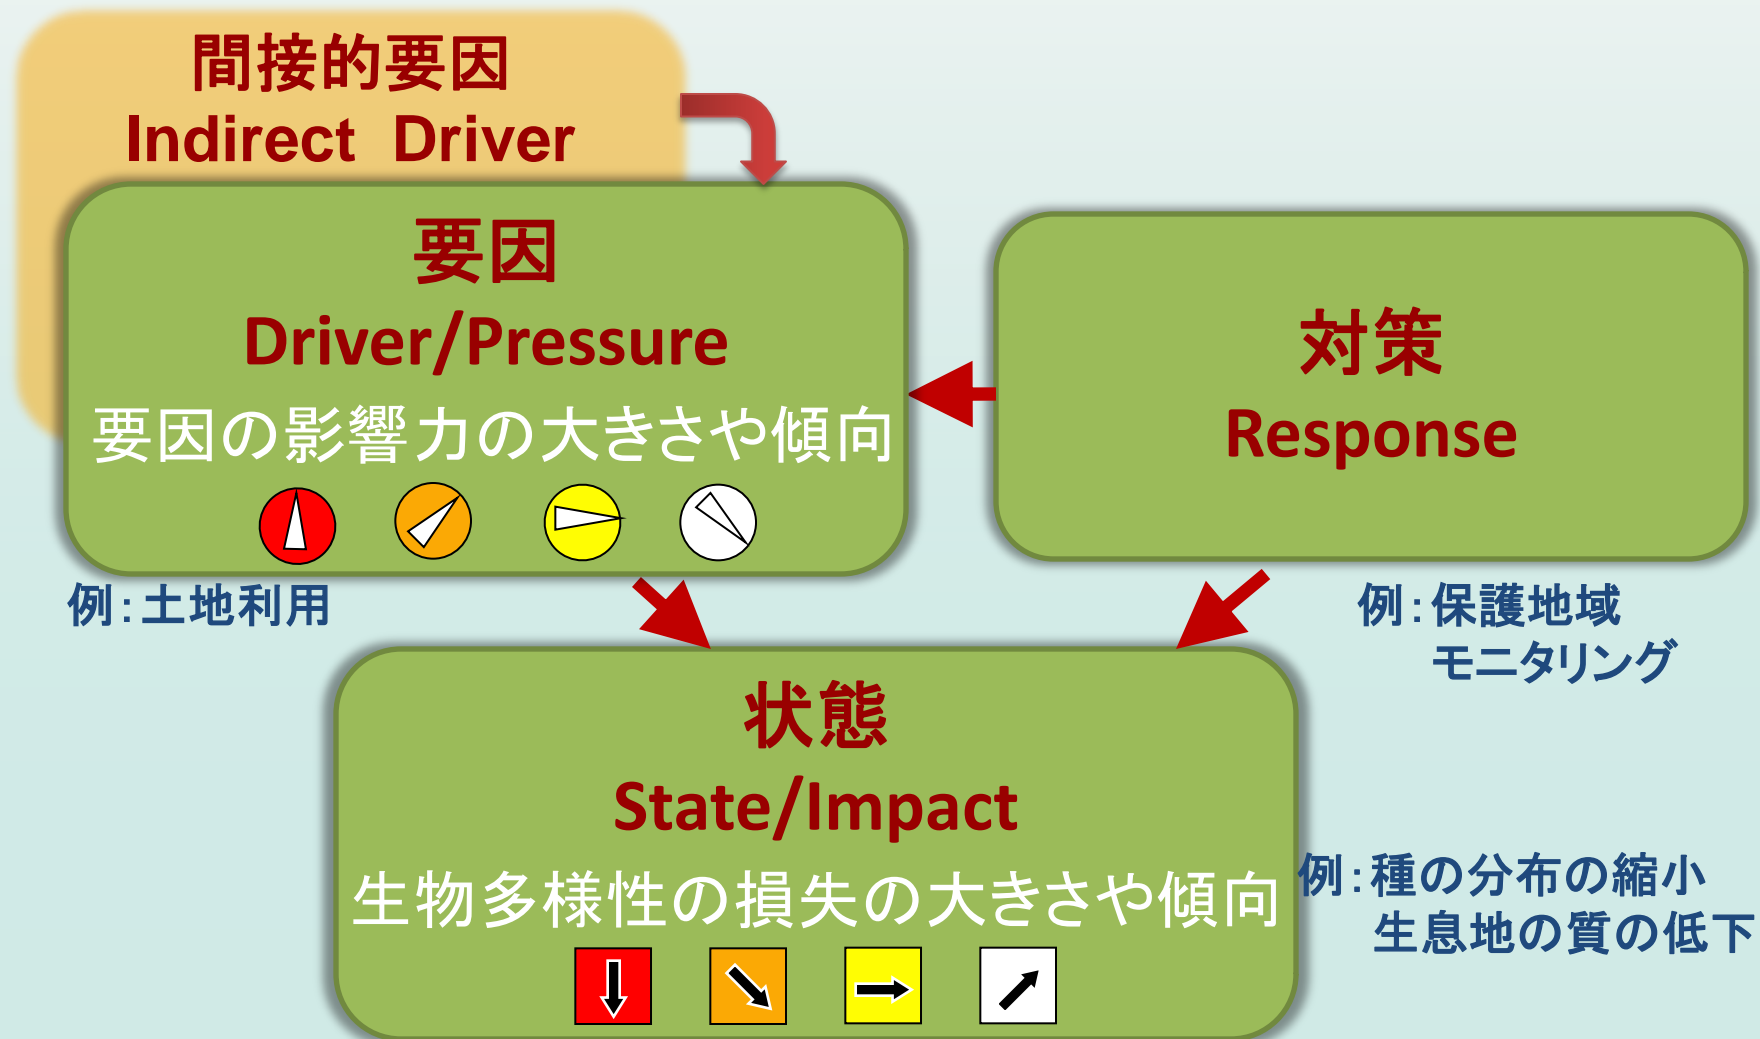 間接的要因
Indirect Driver
要因
Driver/Pressure
要因の影響力の大きさや傾向
例：土地利用
対策
Response
例：保護地域
モニタリング
状態
State/Impact
生物多様性の損失の大きさや傾向
例：種の分布の縮小
生息地の質の低下